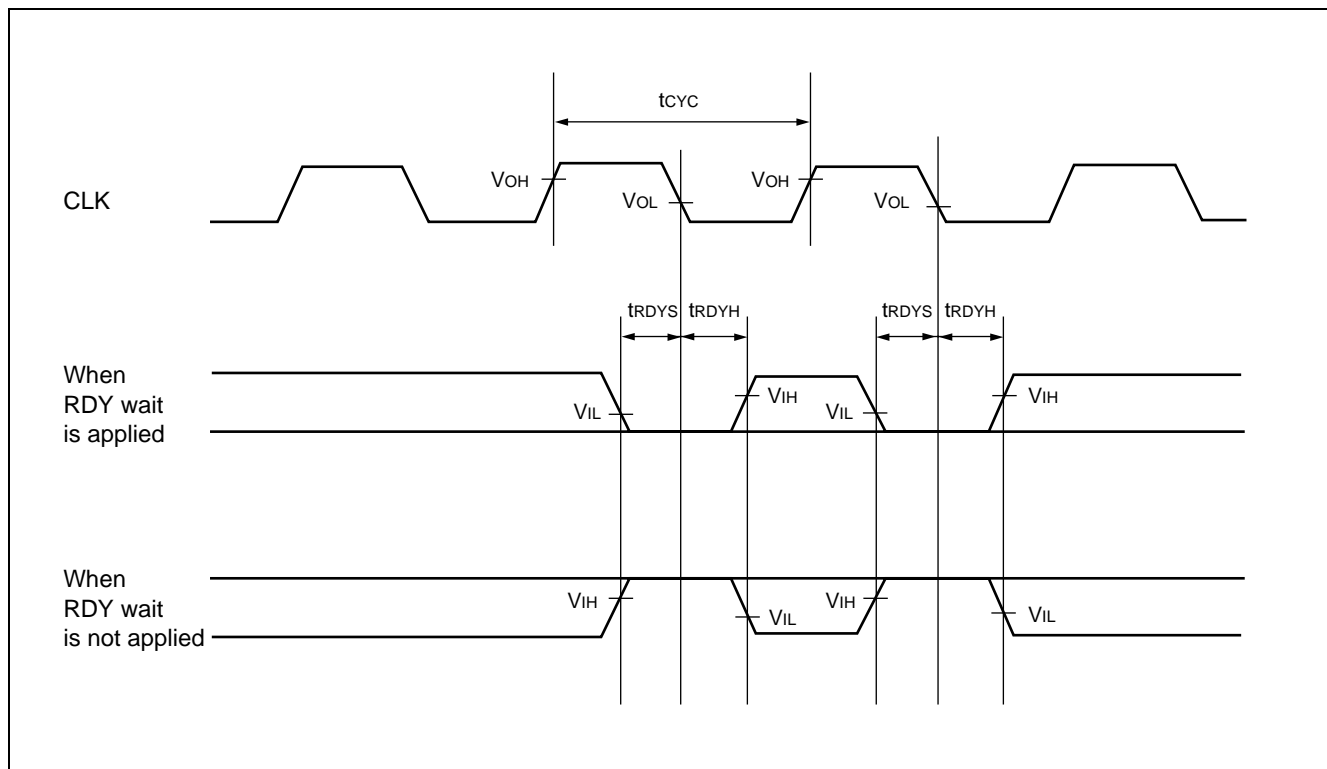 tCYC
VOH
VOL
VOH
VOL
CLK
tRDYS
tRDYH
tRDYS
tRDYH
When
RDY wait
is applied
VIL
VIH
VIL
VIH
When
RDY wait
is not applied
VIH
VIL
VIH
VIL